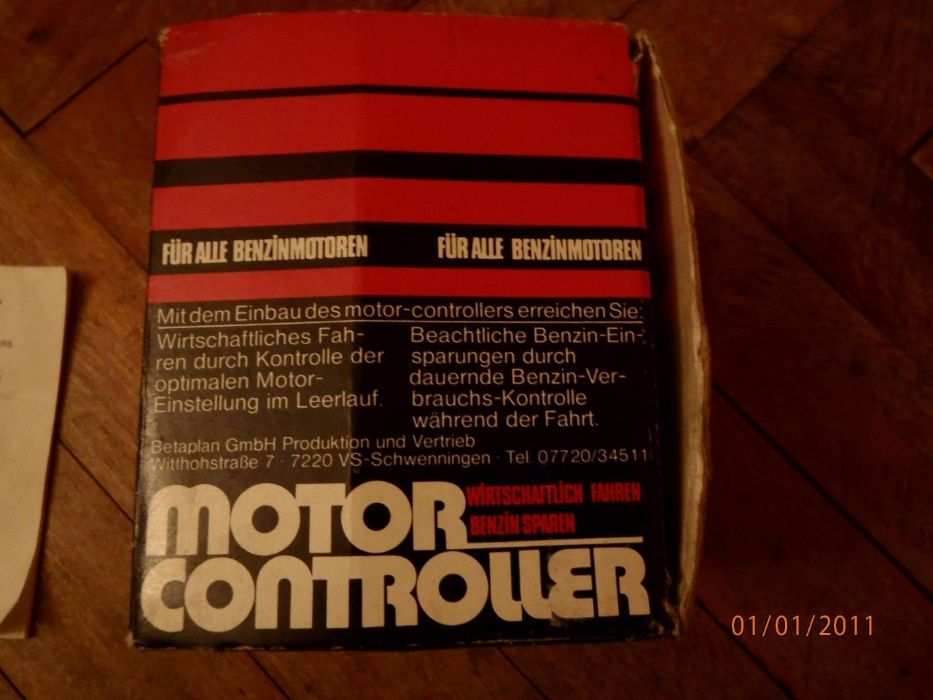 FÜR ALLE BENZINMOTOREN
FÜR ALLE BENZINMOTOREN
Mit dem Einbau des motor-controllers erreichen Sie:
Wirtschaftliches Fah-
ren durch Kontrolle der
optimalen Motor-
Einstellung im Leerlauf.
Beachtliche Benzin-Ein-
sparungen durch
dauernde Benzin-Ver-
brauchs-Kontrolle
während der Fahrt.
Betaplan GmbH Produktion und Vertrieb
Witthohstraße 7 · 7220 VS-Schwenningen · Tel. 07720/34511
MOTOR
WIRTSCHAFTLICH FAHREN
BENZIN SPAREN
CONTROLLER
01/01/2011